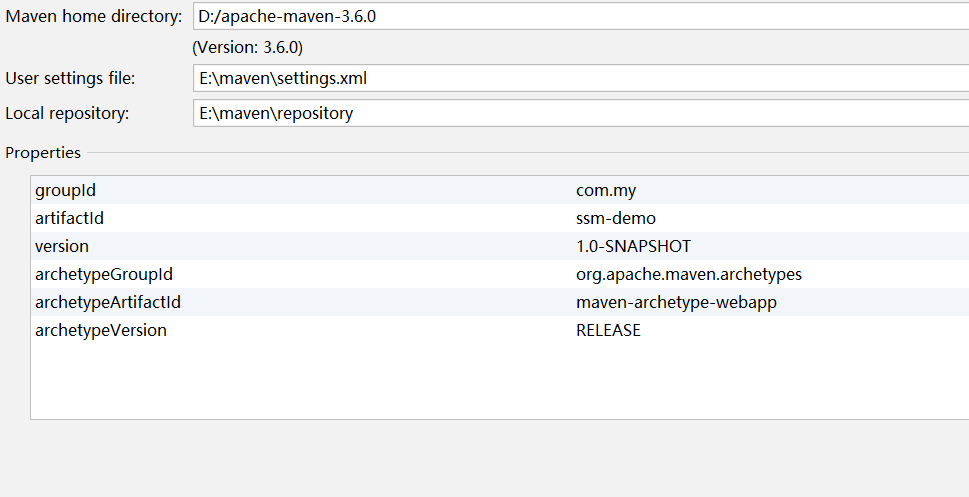 Maven home directory: D:/apache-maven-3.6.0
(Version: 3.6.0)
User settings file: E:\maven\settings.xml
Local repository: E:\maven\repository
Properties
groupId com.my
artifactId ssm-demo
version 1.0-SNAPSHOT
archetypeGroupId org.apache.maven.archetypes
archetypeArtifactId maven-archetype-webapp
archetypeVersion RELEASE